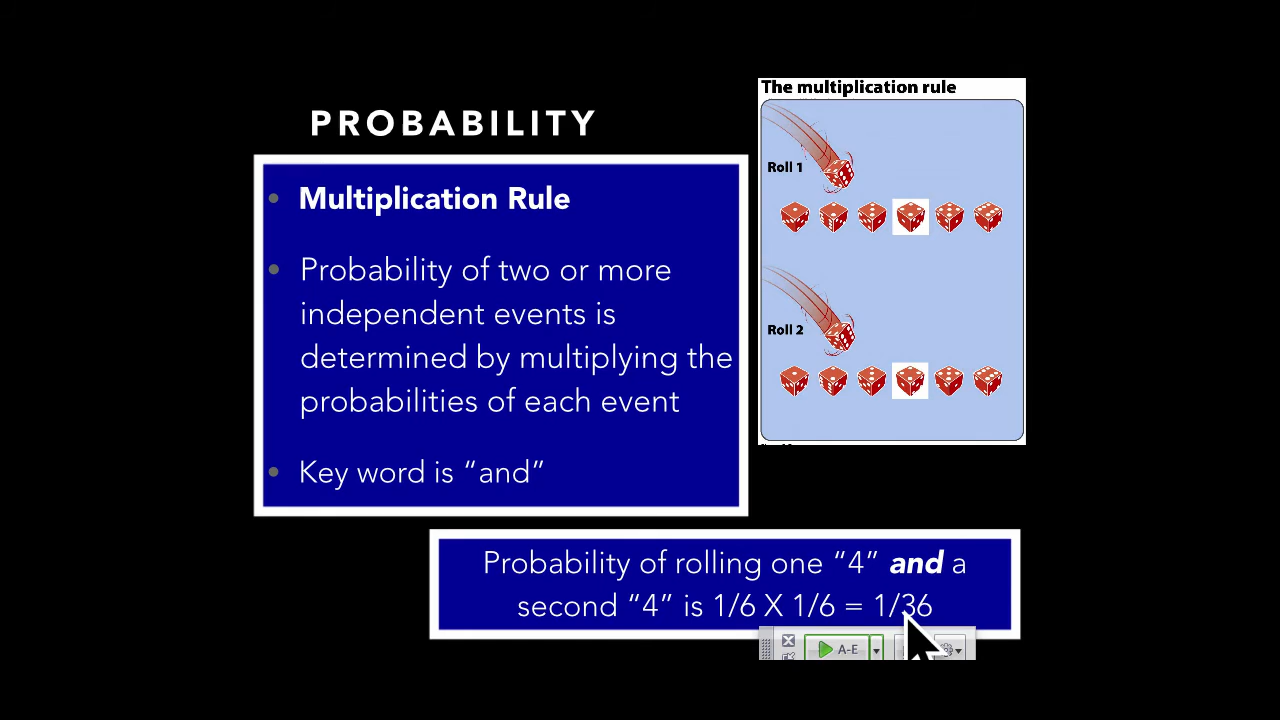 PROBABILITY
• Multiplication Rule
• Probability of two or more
independent events is
determined by multiplying the
probabilities of each event
• Key word is “and”
The multiplication rule
Roll 1
Roll 2
Probability of rolling one “4” and a
second “4” is 1/6 X 1/6 = 1/36
A-E